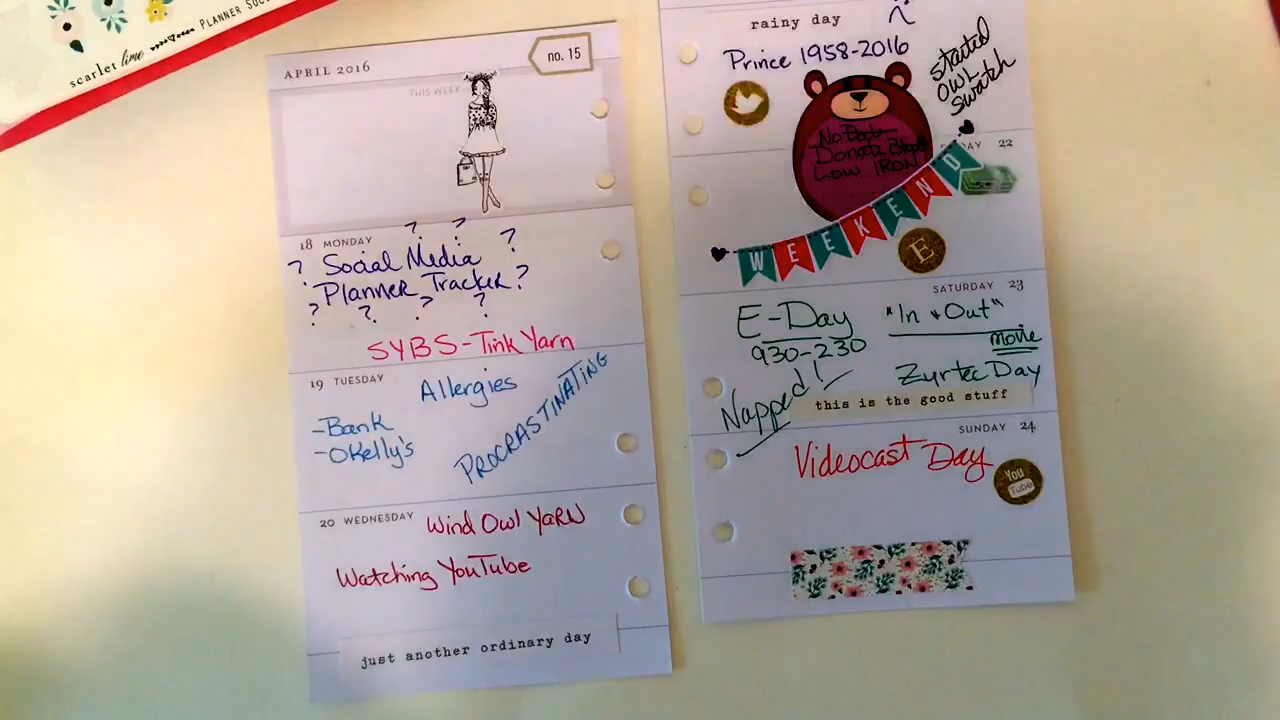 scarlet lime
PLANNER SOC
APRIL 2016
no. 15
THIS WEEK
18 MONDAY
? ? ?
? Social Media
Planner Tracker?
? ? ? ?
SYBS-Tink Yarn
19 TUESDAY
Allergies
-Bank
-OKelly's
PROCRASTINATING
20 WEDNESDAY
Wind Owl YARN
Watching YouTube
just another ordinary day
rainy day
Prince 1958-2016
started
OWL
Swatch
No
Donate
Low IRON
DAY 22
WEEKEND
E
SATURDAY 23
E-Day
930-230
"In + Out"
movie
Zyrtec Day
Napped!
this is the good stuff
SUNDAY 24
Videocast Day
You
Tube